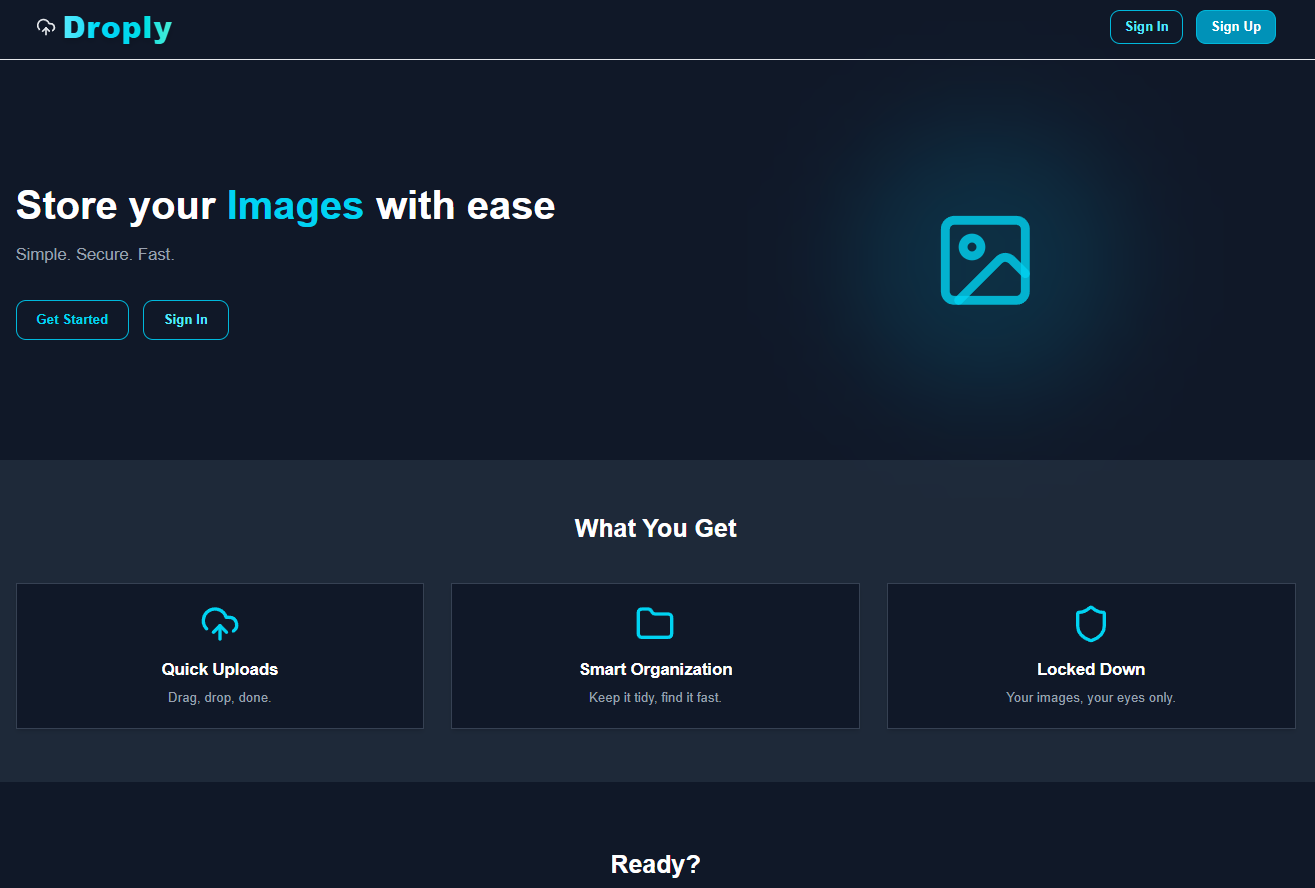 Droply
Sign In
Sign Up
Store your Images with ease
Simple. Secure. Fast.
Get Started
Sign In
What You Get
Quick Uploads
Drag, drop, done.
Smart Organization
Keep it tidy, find it fast.
Locked Down
Your images, your eyes only.
Ready?